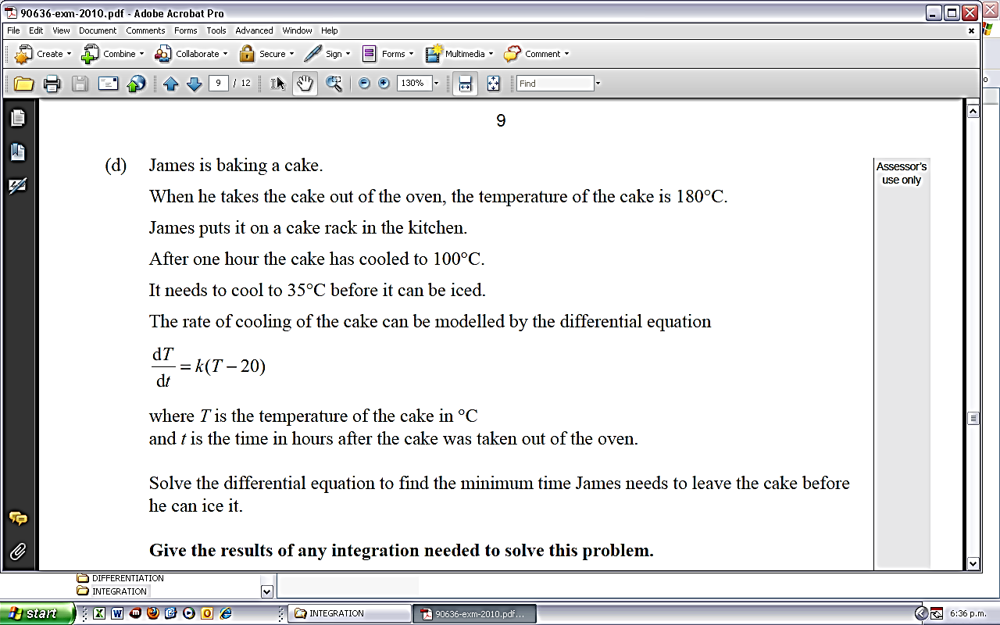 90636-exm-2010.pdf - Adobe Acrobat Pro
File Edit View Document Comments Forms Tools Advanced Window Help
Create Combine Collaborate Secure Sign Forms Multimedia Comment
9 / 12 130% Find
9
(d) James is baking a cake.
Assessor's
use only
When he takes the cake out of the oven, the temperature of the cake is 180°C.
James puts it on a cake rack in the kitchen.
After one hour the cake has cooled to 100°C.
It needs to cool to 35°C before it can be iced.
The rate of cooling of the cake can be modelled by the differential equation
dT/dt = k(T – 20)
where T is the temperature of the cake in °C
and t is the time in hours after the cake was taken out of the oven.
Solve the differential equation to find the minimum time James needs to leave the cake before
he can ice it.
Give the results of any integration needed to solve this problem.
DIFFERENTIATION
INTEGRATION
start INTEGRATION 90636-exm-2010.pdf... 6:36 p.m.